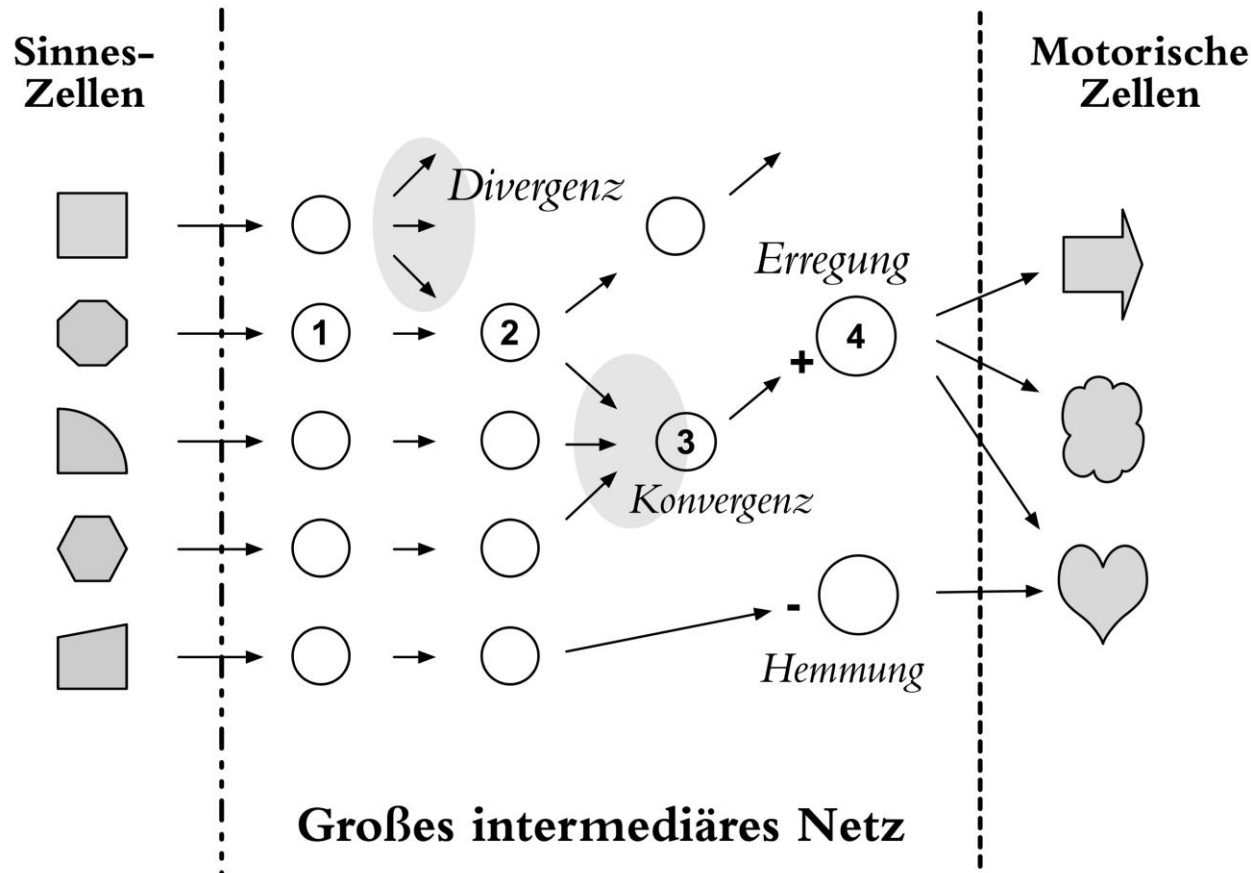 Sinnes-
Zellen
Motorische
Zellen
Divergenz
Erregung
1
2
+
4
3
Konvergenz
-
Hemmung
Großes intermediäres Netz